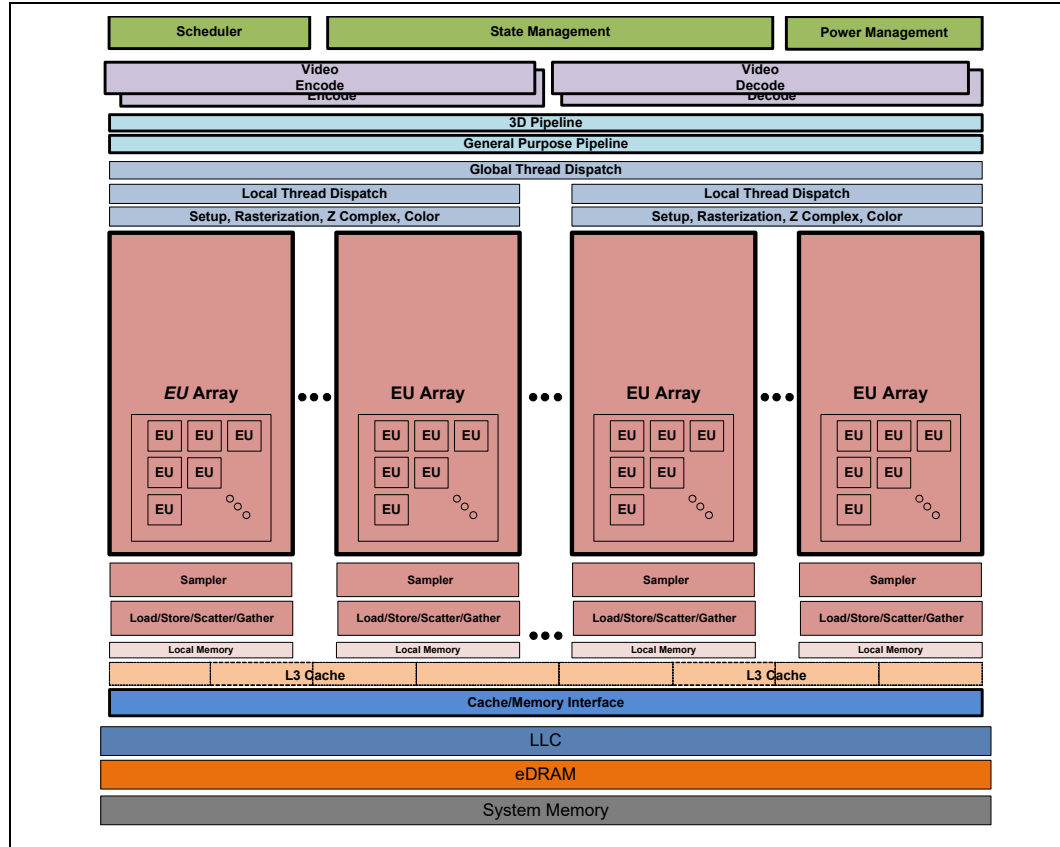 Scheduler
State Management
Power Management
Video
Encode
Encode
Video
Decode
Decode
3D Pipeline
General Purpose Pipeline
Global Thread Dispatch
Local Thread Dispatch
Local Thread Dispatch
Setup, Rasterization, Z Complex, Color
Setup, Rasterization, Z Complex, Color
EU Array
EU EU EU
EU EU
EU
EU Array
EU EU EU
EU EU
EU
EU Array
EU EU EU
EU EU
EU
EU Array
EU EU EU
EU EU
EU
Sampler
Sampler
Sampler
Sampler
Load/Store/Scatter/Gather
Load/Store/Scatter/Gather
Load/Store/Scatter/Gather
Load/Store/Scatter/Gather
Local Memory
Local Memory
Local Memory
Local Memory
L3 Cache
L3 Cache
Cache/Memory Interface
LLC
eDRAM
System Memory